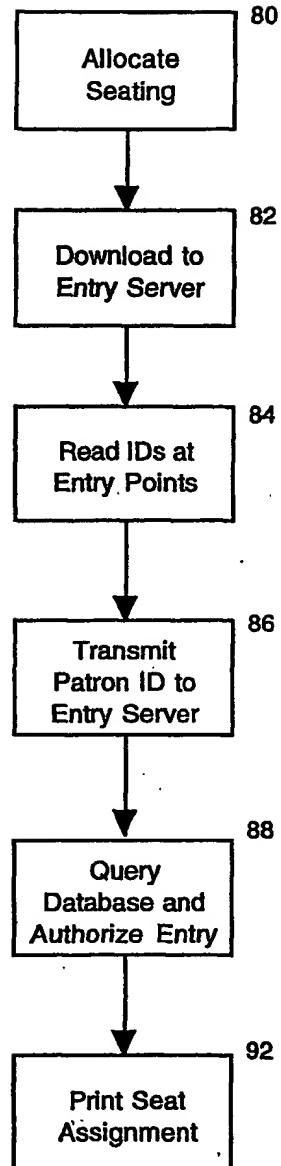 80
Allocate
Seating
82
Download to
Entry Server
84
Read IDs at
Entry Points
86
Transmit
Patron ID to
Entry Server
88
Query
Database and
Authorize Entry
92
Print Seat
Assignment